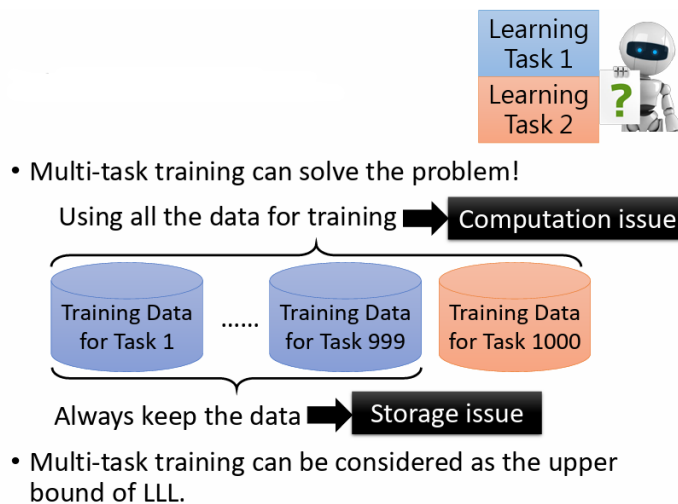 Learning
Task 1
Learning
Task 2
?
• Multi-task training can solve the problem!
Using all the data for training
Computation issue
Training Data
for Task 1
……
Training Data
for Task 999
Training Data
for Task 1000
Always keep the data
Storage issue
• Multi-task training can be considered as the upper
bound of LLL.